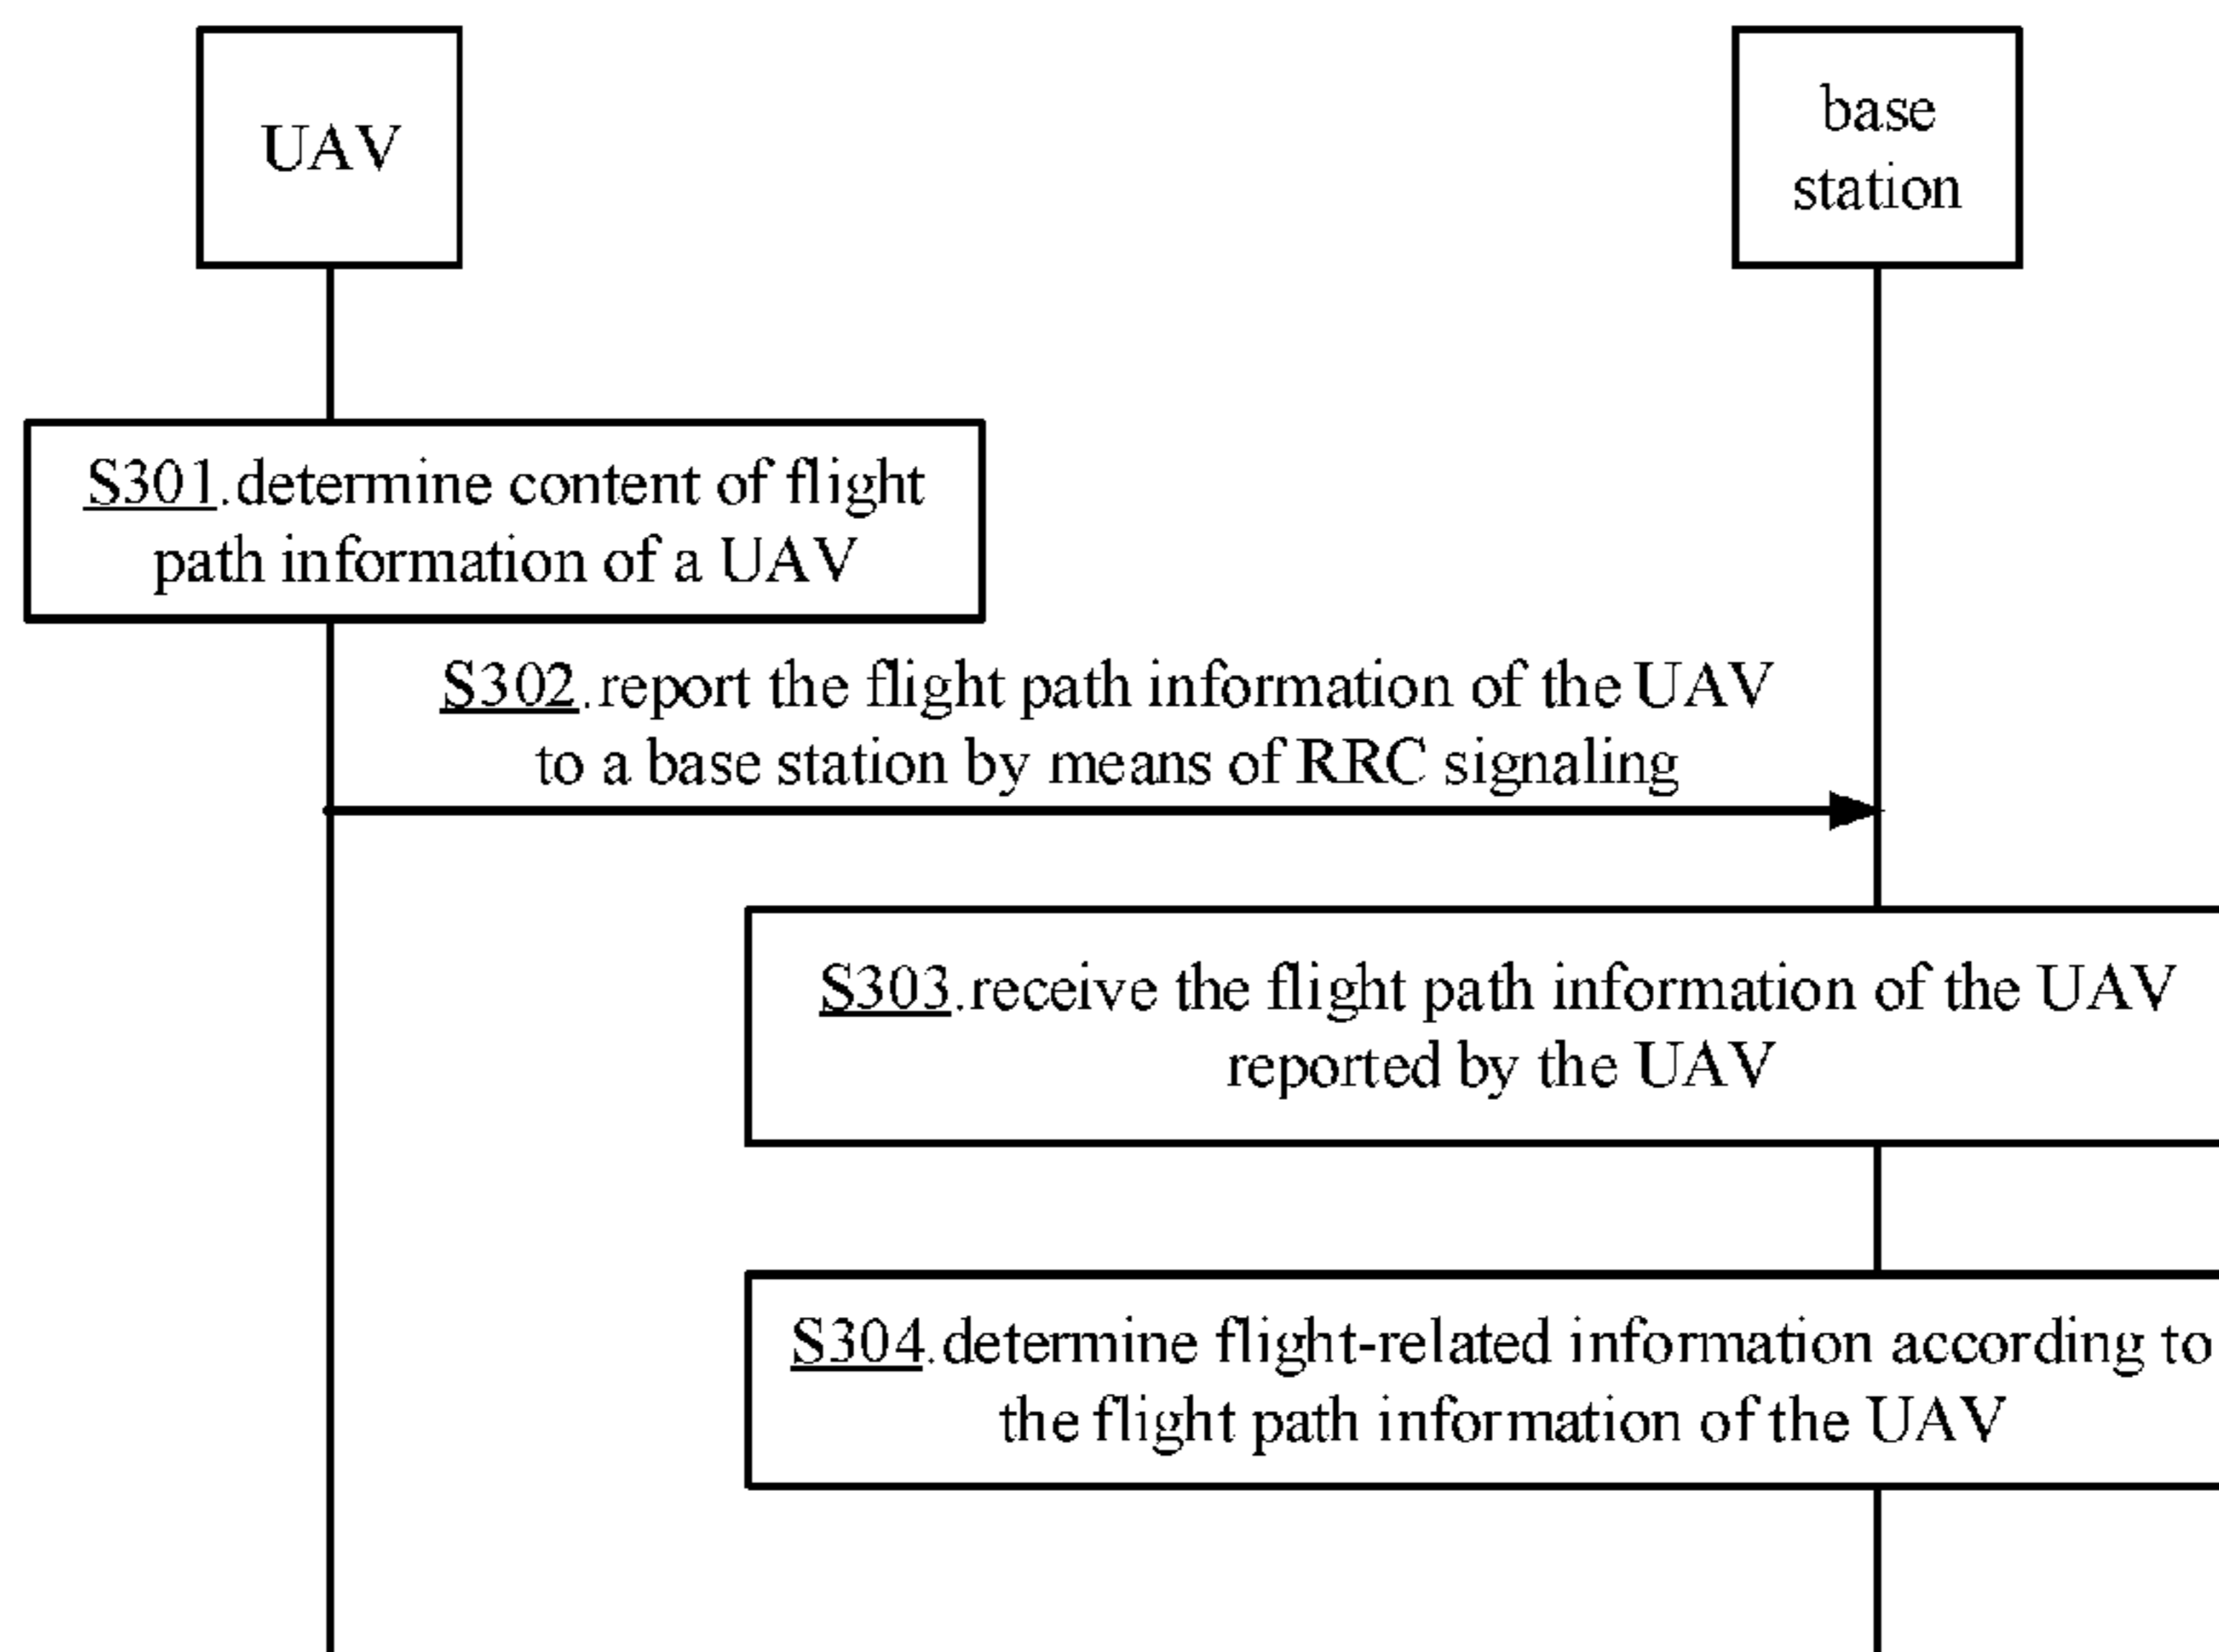 UAV
base
station
S301.determine content of flight
path information of a UAV
S302.report the flight path information of the UAV
to a base station by means of RRC signaling
S303.receive the flight path information of the UAV
reported by the UAV
S304.determine flight-related information according to
the flight path information of the UAV